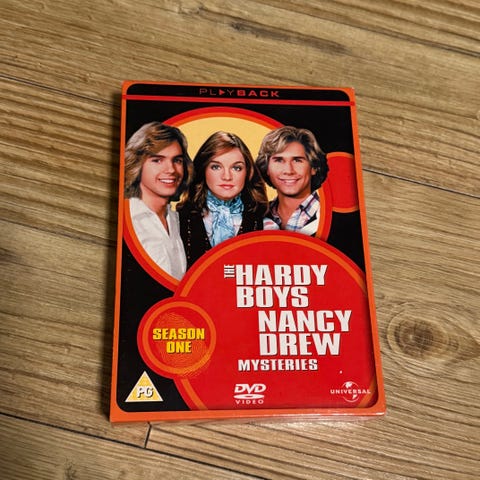 PLAYBACK
THE
HARDY
BOYS
NANCY
DREW
MYSTERIES
SEASON
ONE
PG
DVD
VIDEO
UNIVERSAL